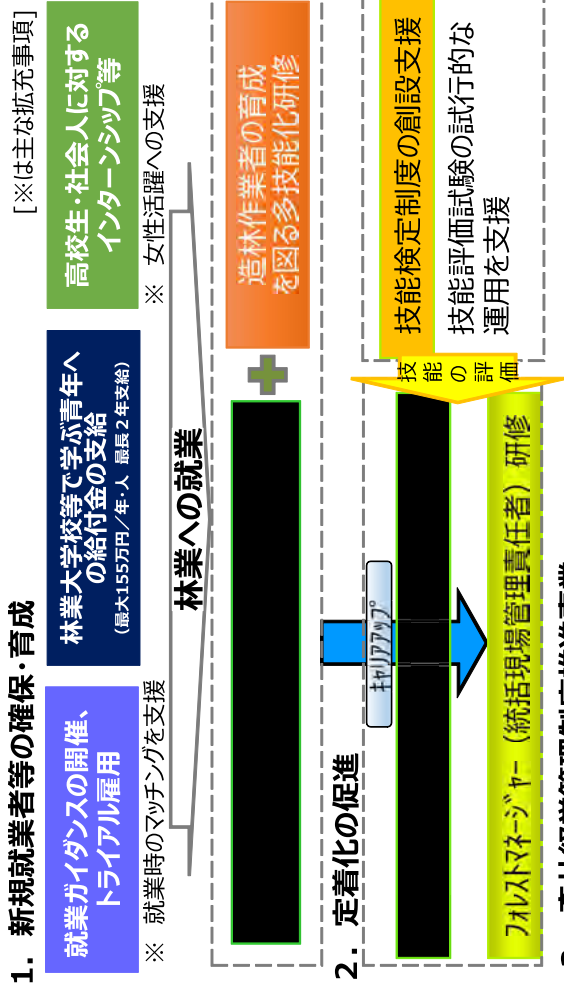 [※は主な拡充事項]
1．新規就業者等の確保・育成
就業ガイダンスの開催、
トライアル雇用
林業大学校等で学ぶ青年へ
の給付金の支給
（最大155万円／年・人 最長２年支給）
高校生・社会人に対する
インターンシップ等
※ 就業時のマッチングを支援
※ 女性活躍への支援
林業への就業
造林作業者の育成
を図る多技能化研修
2．定着化の促進
ｷｬﾘｱｱｯﾌﾟ
フォレストマネージャー（統括現場管理責任者）研修
技能
の評価
技能検定制度の創設支援
技能評価試験の試行的な
運用を支援